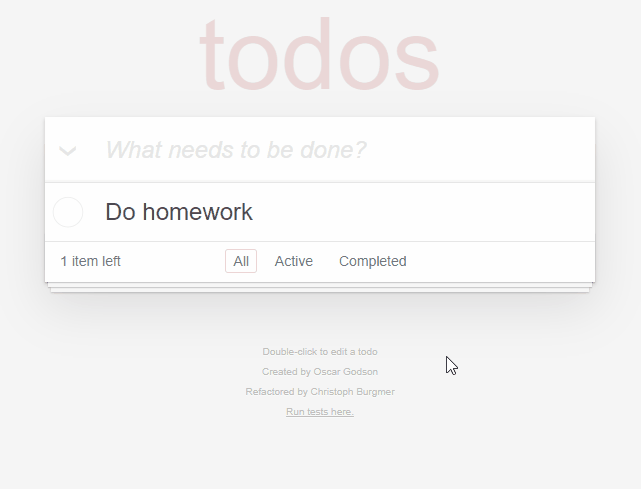 todos
What needs to be done?
Do homework
1 item left All Active Completed
Double-click to edit a todo
Created by Oscar Godson
Refactored by Christoph Burgmer
Run tests here.